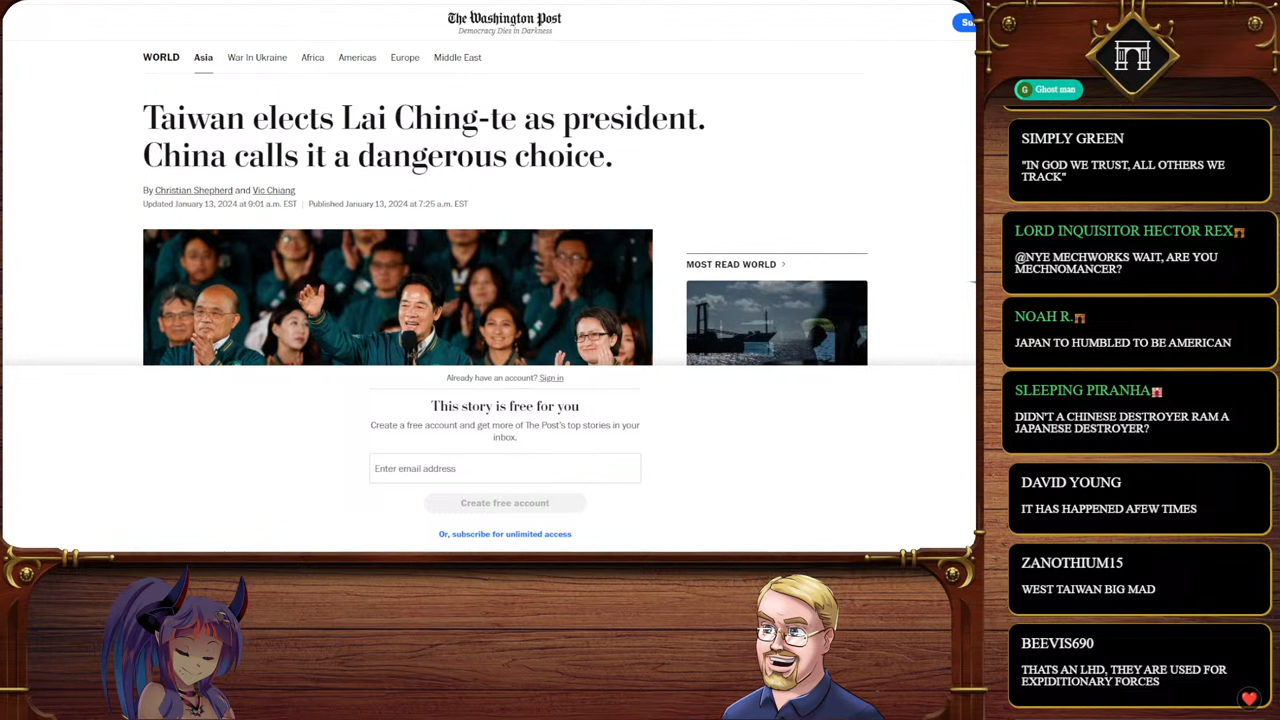 The Washington Post
Democracy Dies in Darkness
Su
WORLD Asia War In Ukraine Africa Americas Europe Middle East
Taiwan elects Lai Ching-te as president.
China calls it a dangerous choice.
By Christian Shepherd and Vic Chiang
Updated January 13, 2024 at 9:01 a.m. EST | Published January 13, 2024 at 7:25 a.m. EST
MOST READ WORLD >
Already have an account? Sign in
This story is free for you
Create a free account and get more of The Post's top stories in your
inbox.
Enter email address
Create free account
Or, subscribe for unlimited access
G Ghost man
SIMPLY GREEN
"IN GOD WE TRUST, ALL OTHERS WE
TRACK"
LORD INQUISITOR HECTOR REX
@NYE MECHWORKS WAIT, ARE YOU
MECHNOMANCER?
NOAH R.
JAPAN TO HUMBLED TO BE AMERICAN
SLEEPING PIRANHA
DIDN'T A CHINESE DESTROYER RAM A
JAPANESE DESTROYER?
DAVID YOUNG
IT HAS HAPPENED AFEW TIMES
ZANOTHIUM15
WEST TAIWAN BIG MAD
BEEVIS690
THATS AN LHD, THEY ARE USED FOR
EXPIDITIONARY FORCES